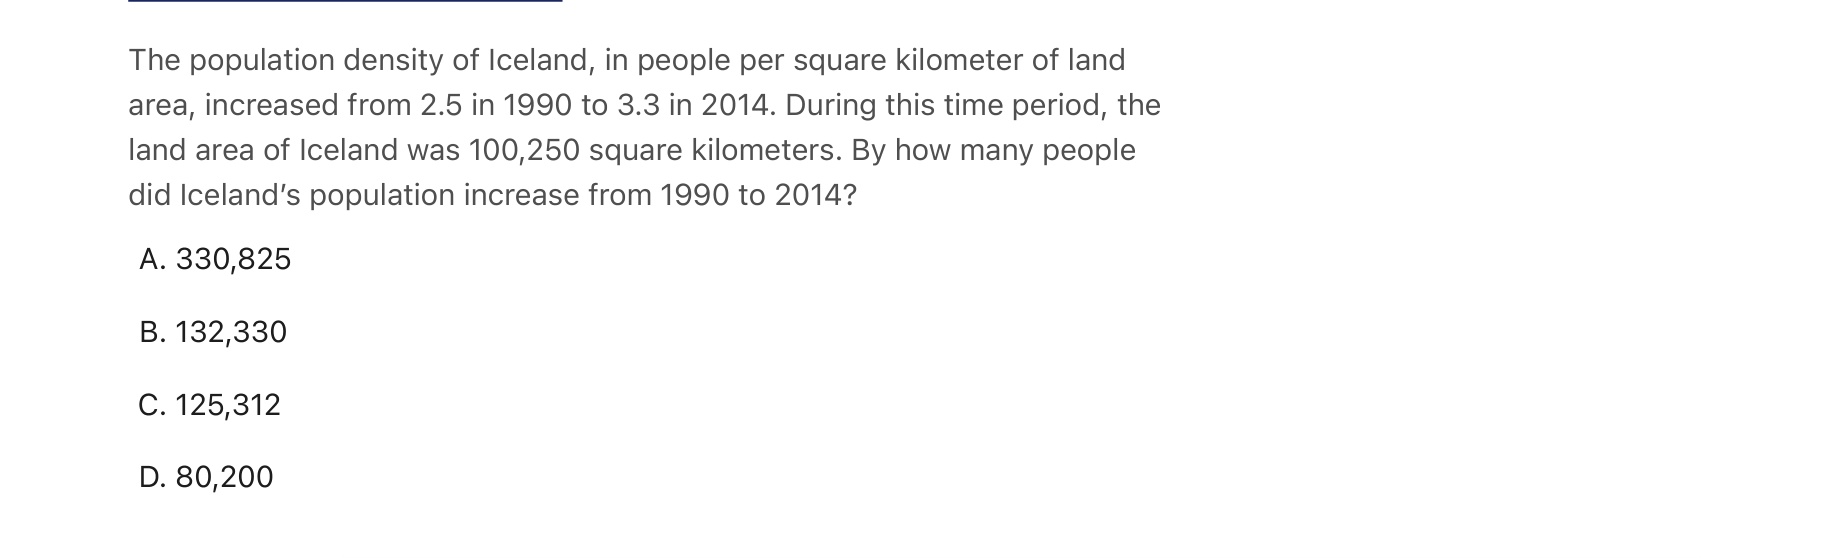 The population density of Iceland, in people per square kilometer of land
area, increased from 2.5 in 1990 to 3.3 in 2014. During this time period, the
land area of Iceland was 100,250 square kilometers. By how many people
did Iceland’s population increase from 1990 to 2014?
A. 330,825
B. 132,330
C. 125,312
D. 80,200